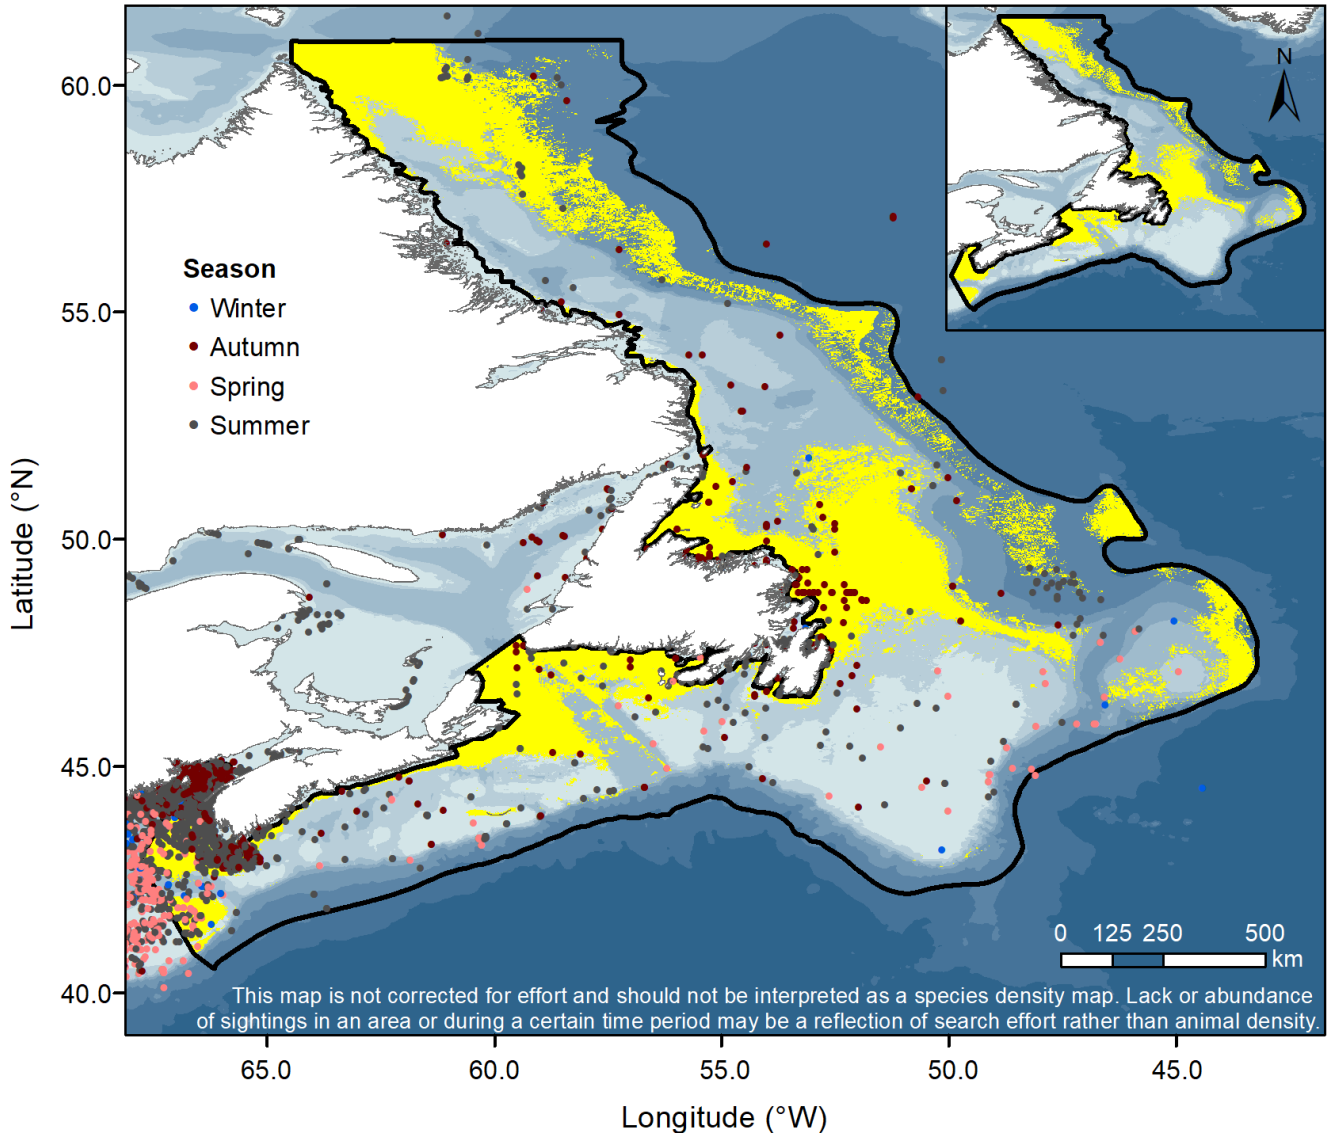 N
60.0
55.0
50.0
45.0
40.0
Latitude (°N)
Season
Winter
Autumn
Spring
Summer
0 125 250 500
km
This map is not corrected for effort and should not be interpreted as a species density map. Lack or abundance
of sightings in an area or during a certain time period may be a reflection of search effort rather than animal density.
65.0 60.0 55.0 50.0 45.0
Longitude (°W)